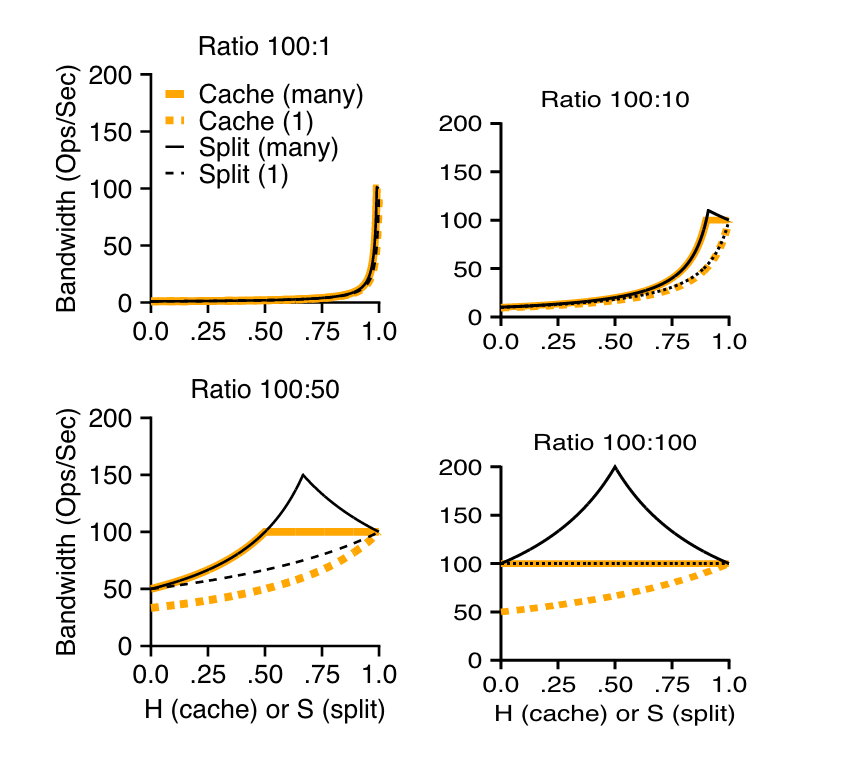 Ratio 100:1
Bandwidth (Ops/Sec)
200
150
100
50
0
Cache (many)
Cache (1)
Split (many)
Split (1)
0.0 .25 .50 .75 1.0
Ratio 100:10
200
150
100
50
0
0.0 .25 .50 .75 1.0
Ratio 100:50
Bandwidth (Ops/Sec)
200
150
100
50
0
0.0 .25 .50 .75 1.0
H (cache) or S (split)
Ratio 100:100
200
150
100
50
0
0.0 .25 .50 .75 1.0
H (cache) or S (split)